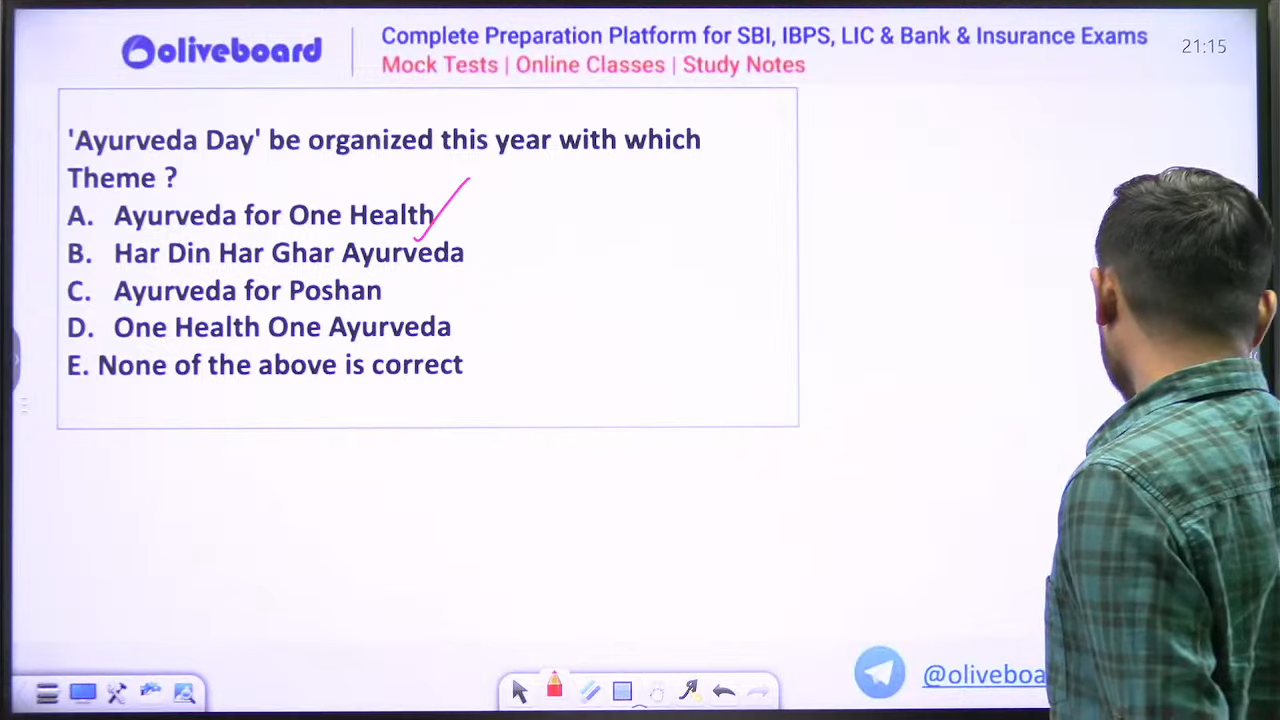 oliveboard
Complete Preparation Platform for SBI, IBPS, LIC & Bank & Insurance Exams
Mock Tests | Online Classes | Study Notes
21:15
'Ayurveda Day' be organized this year with which
Theme ?
A. Ayurveda for One Health
B. Har Din Har Ghar Ayurveda
C. Ayurveda for Poshan
D. One Health One Ayurveda
E. None of the above is correct
@oliveboa